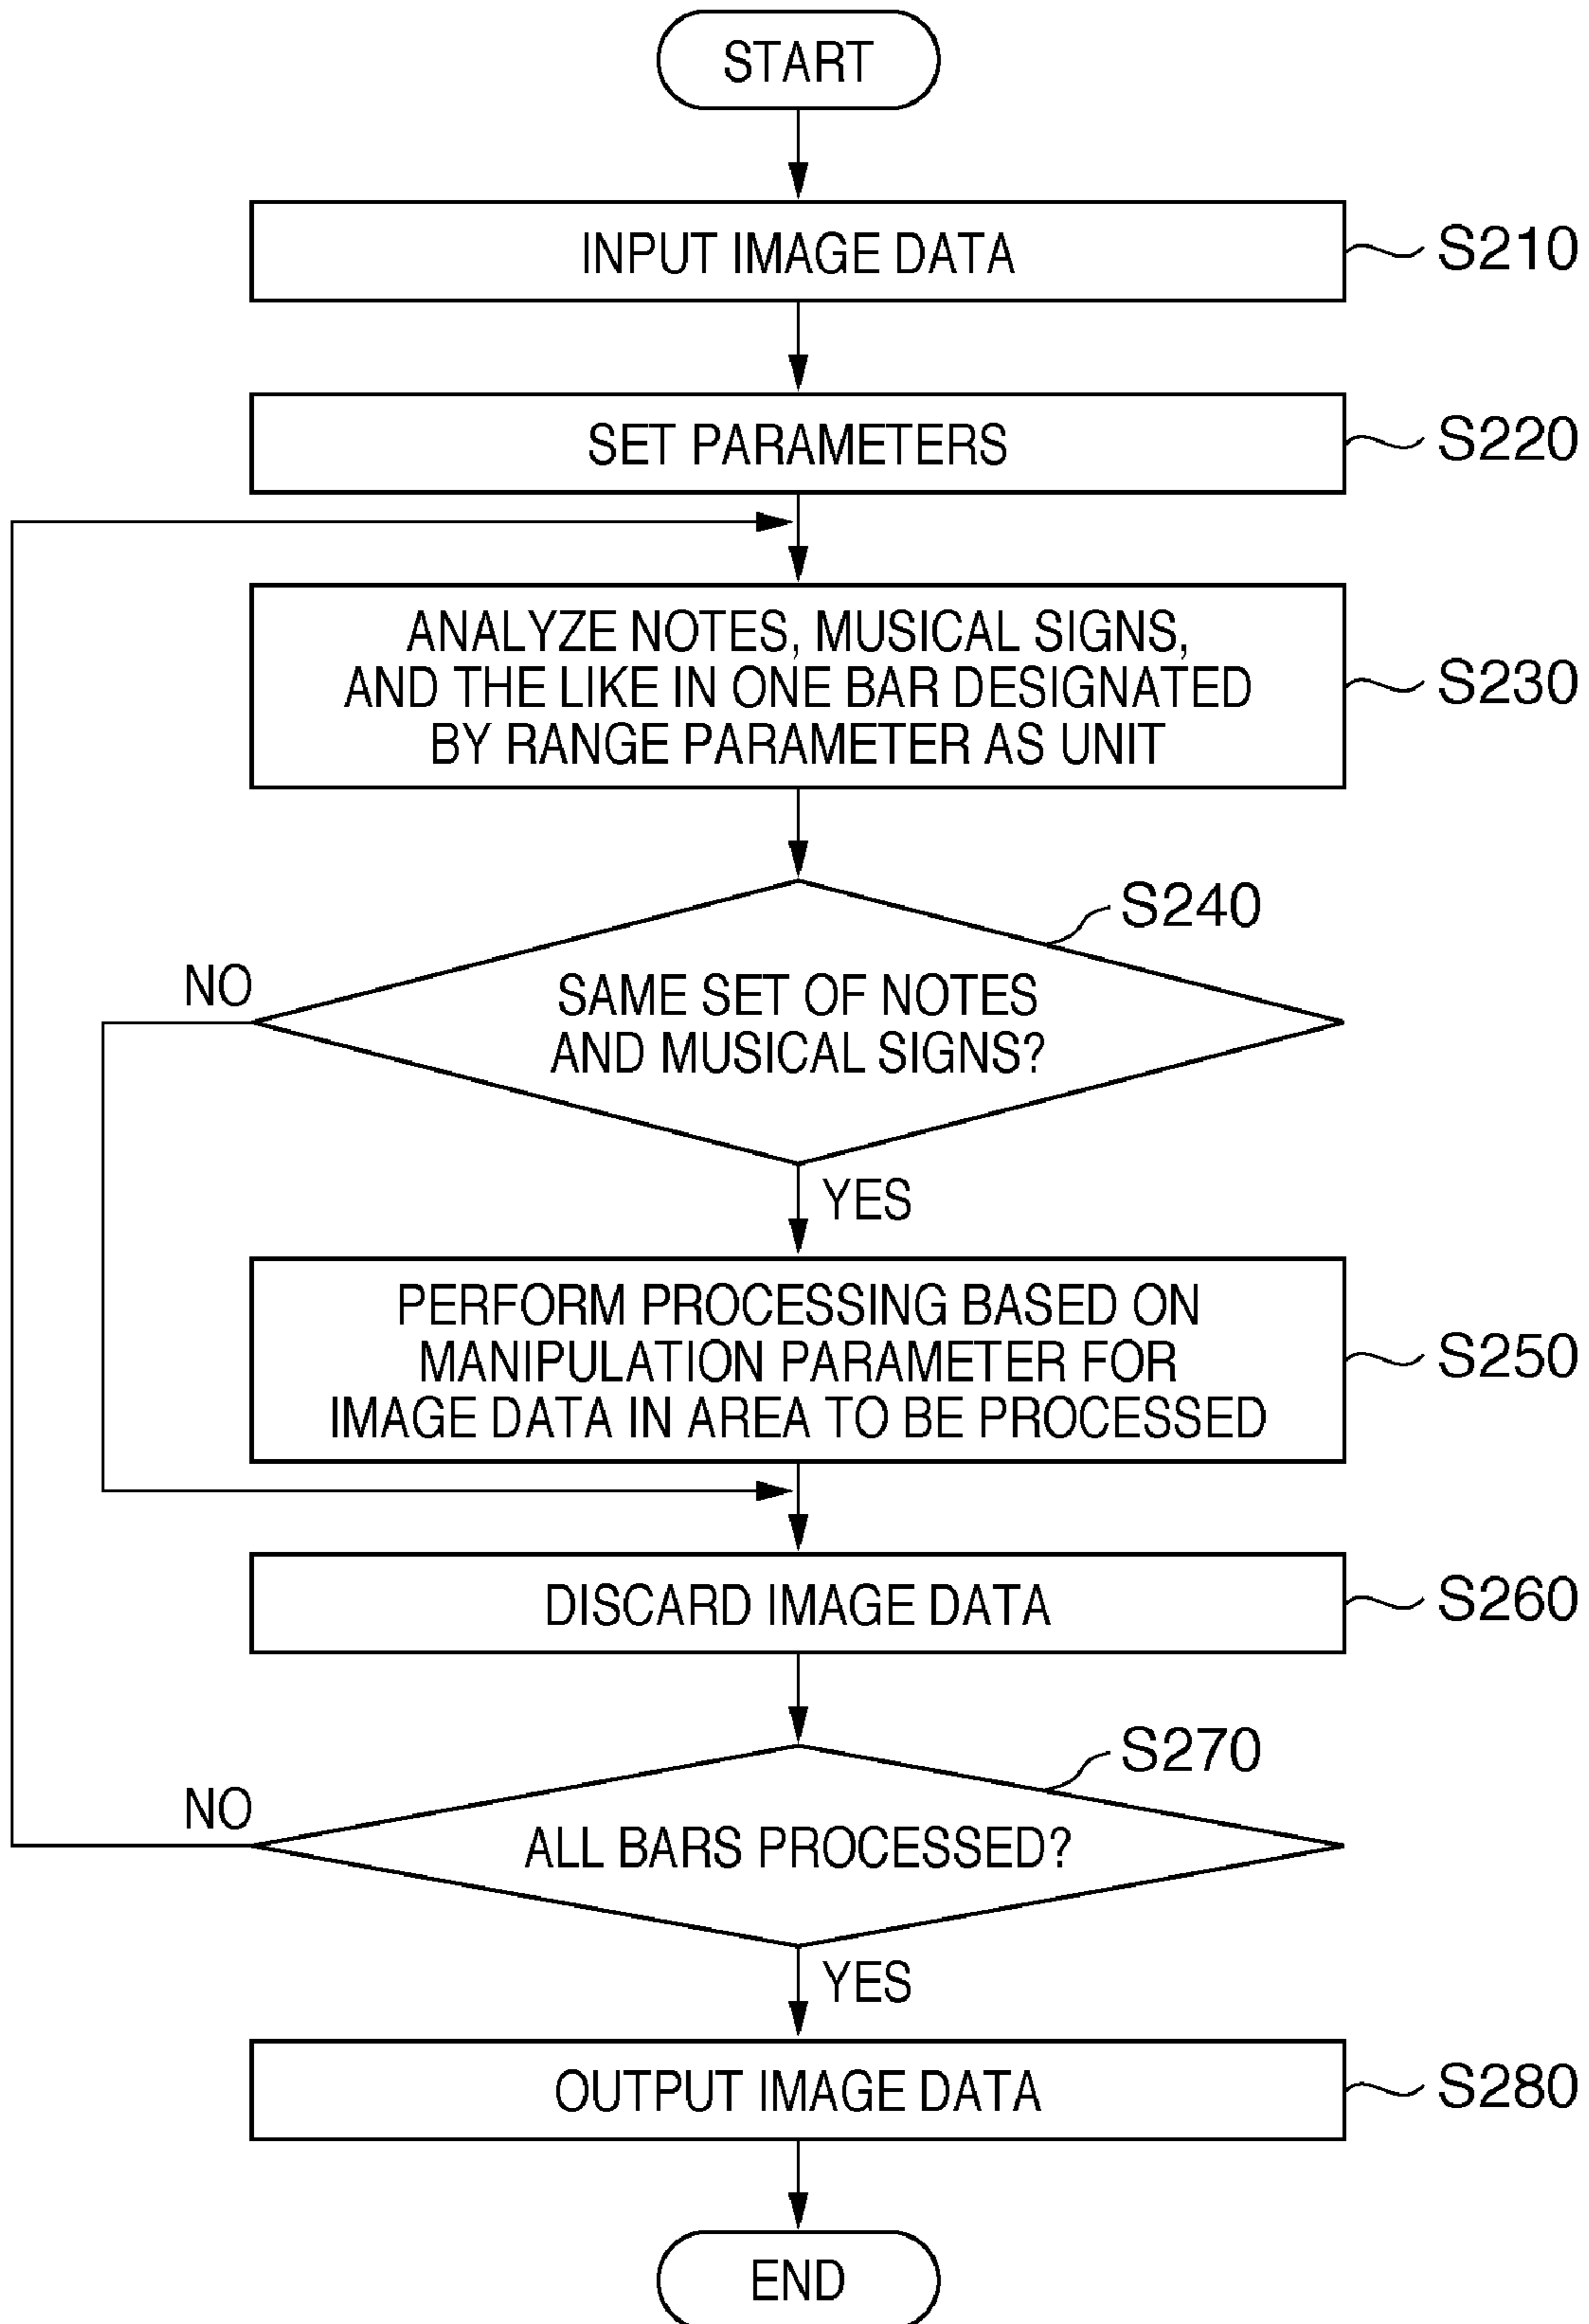 START
INPUT IMAGE DATA
S210
SET PARAMETERS
S220
ANALYZE NOTES, MUSICAL SIGNS,
AND THE LIKE IN ONE BAR DESIGNATED
BY RANGE PARAMETER AS UNIT
S230
S240
NO
SAME SET OF NOTES
AND MUSICAL SIGNS?
YES
PERFORM PROCESSING BASED ON
MANIPULATION PARAMETER FOR
IMAGE DATA IN AREA TO BE PROCESSED
S250
DISCARD IMAGE DATA
S260
S270
NO
ALL BARS PROCESSED?
YES
OUTPUT IMAGE DATA
S280
END